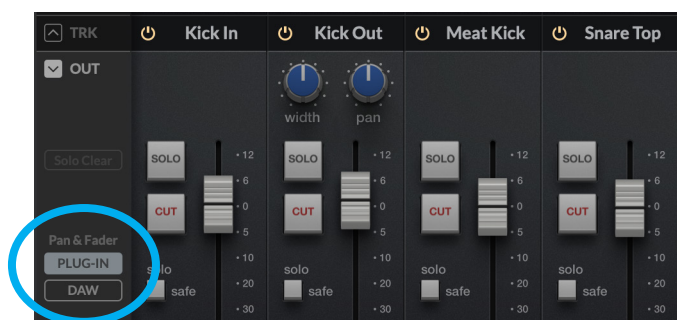 TRK Kick In Kick Out Meat Kick Snare Top
OUT
width pan
Solo Clear
SOLO 12 SOLO 12 SOLO 12 SOLO 12
6 6 6 6
CUT 0 CUT 0 CUT 0 CUT 0
5 5 5 5
Pan & Fader
PLUG-IN 10 10 10 10
solo solo solo solo
DAW safe 20 safe 20 safe 20 safe 20
30 30 30 30